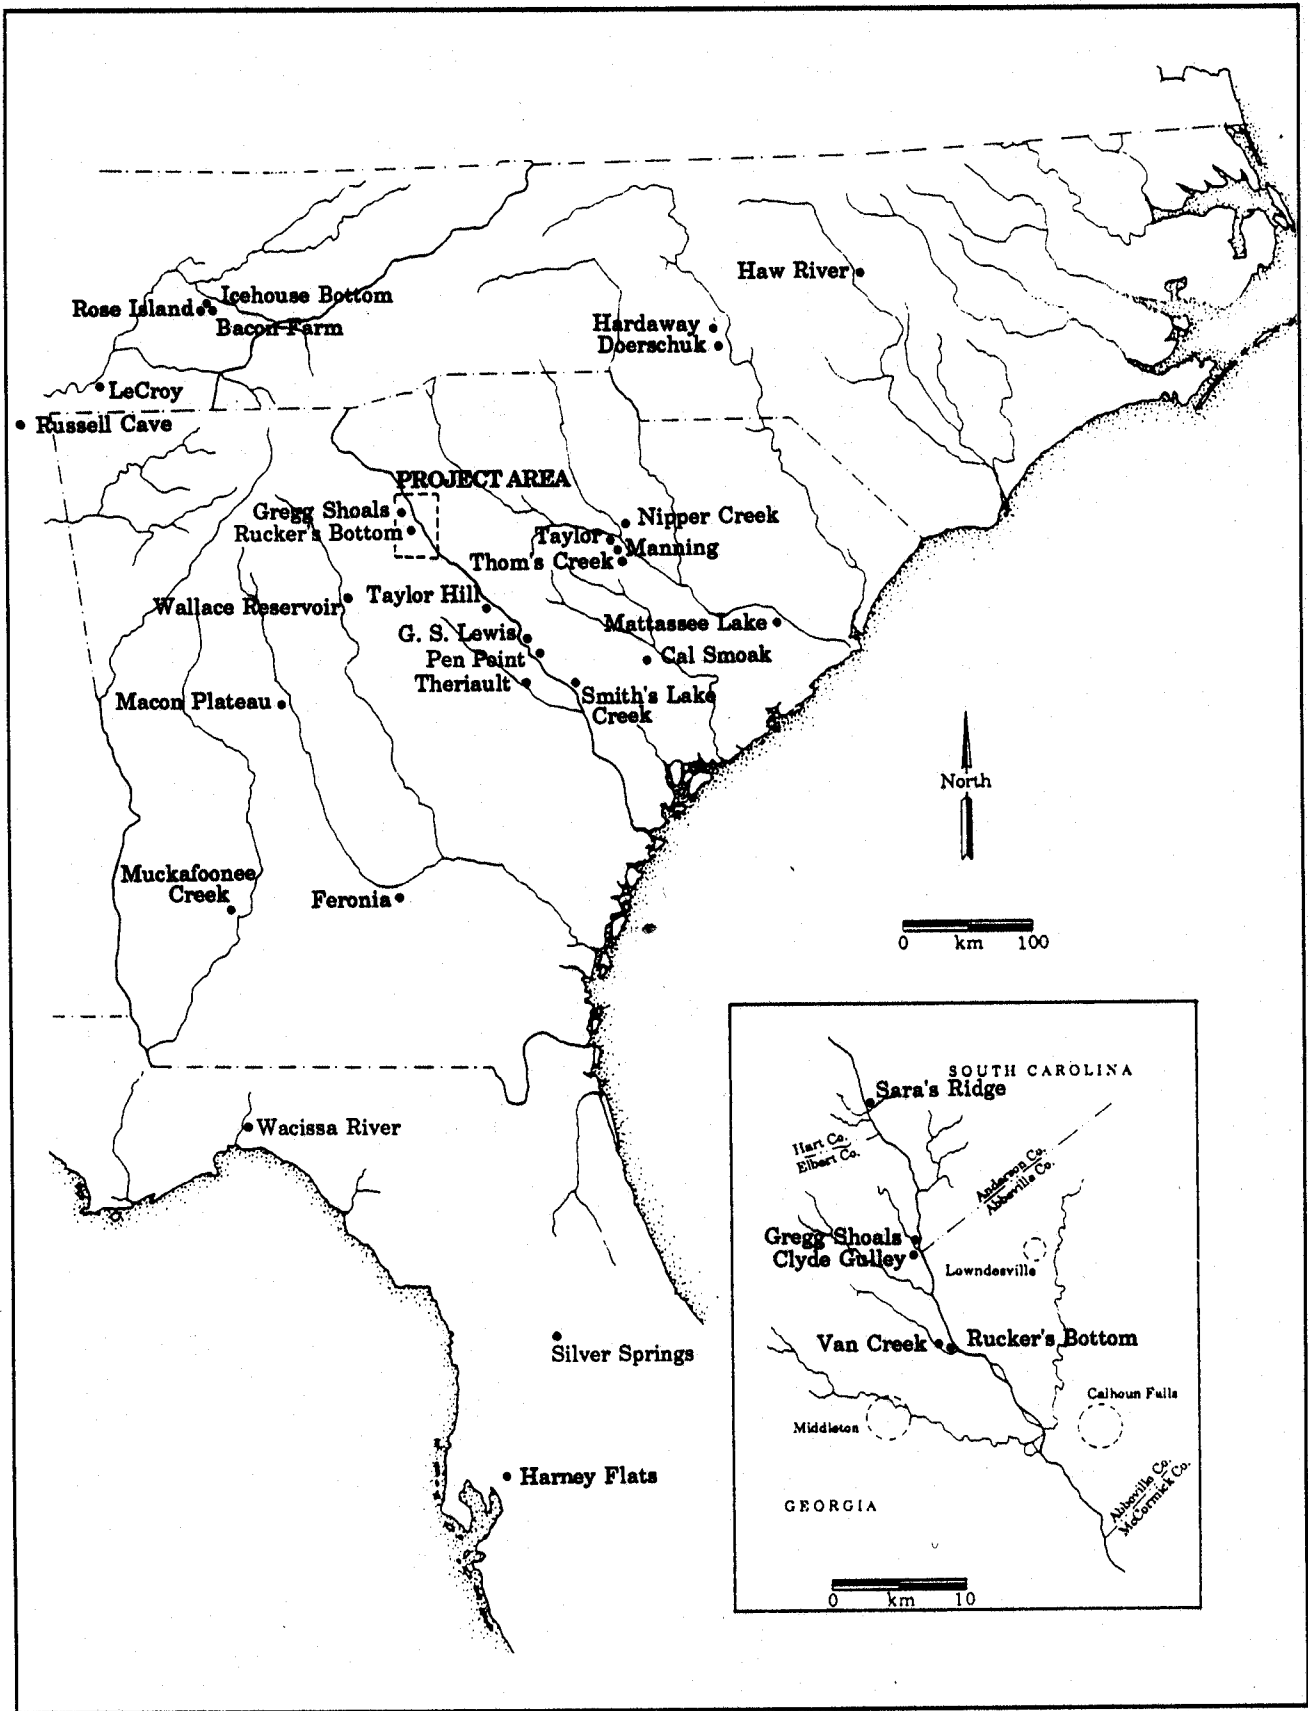 Haw River
Icehouse Bottom
Rose Island
Bacon Farm
Hardaway
Doerschuk
LeCroy
Russell Cave
PROJECT AREA
Gregg Shoals
Rucker's Bottom
Nipper Creek
Taylor
Manning
Thom's Creek
Wallace Reservoir
Taylor Hill
Mattassee Lake
G. S. Lewis
Pen Point
Cal Smoak
Theriault
Smith's Lake
Creek
Macon Plateau
North
Muckafoonee
Creek
Feronia
0 km 100
Wacissa River
Silver Springs
Harney Flats
SOUTH CAROLINA
Sara's Ridge
Hart Co.
Elbert Co.
Anderson Co.
Abbeville Co.
Gregg Shoals
Clyde Gulley
Lowndesville
Van Creek
Rucker's Bottom
Calhoun Falls
Middleton
Abbeville Co.
McCormick Co.
GEORGIA
0 km 10